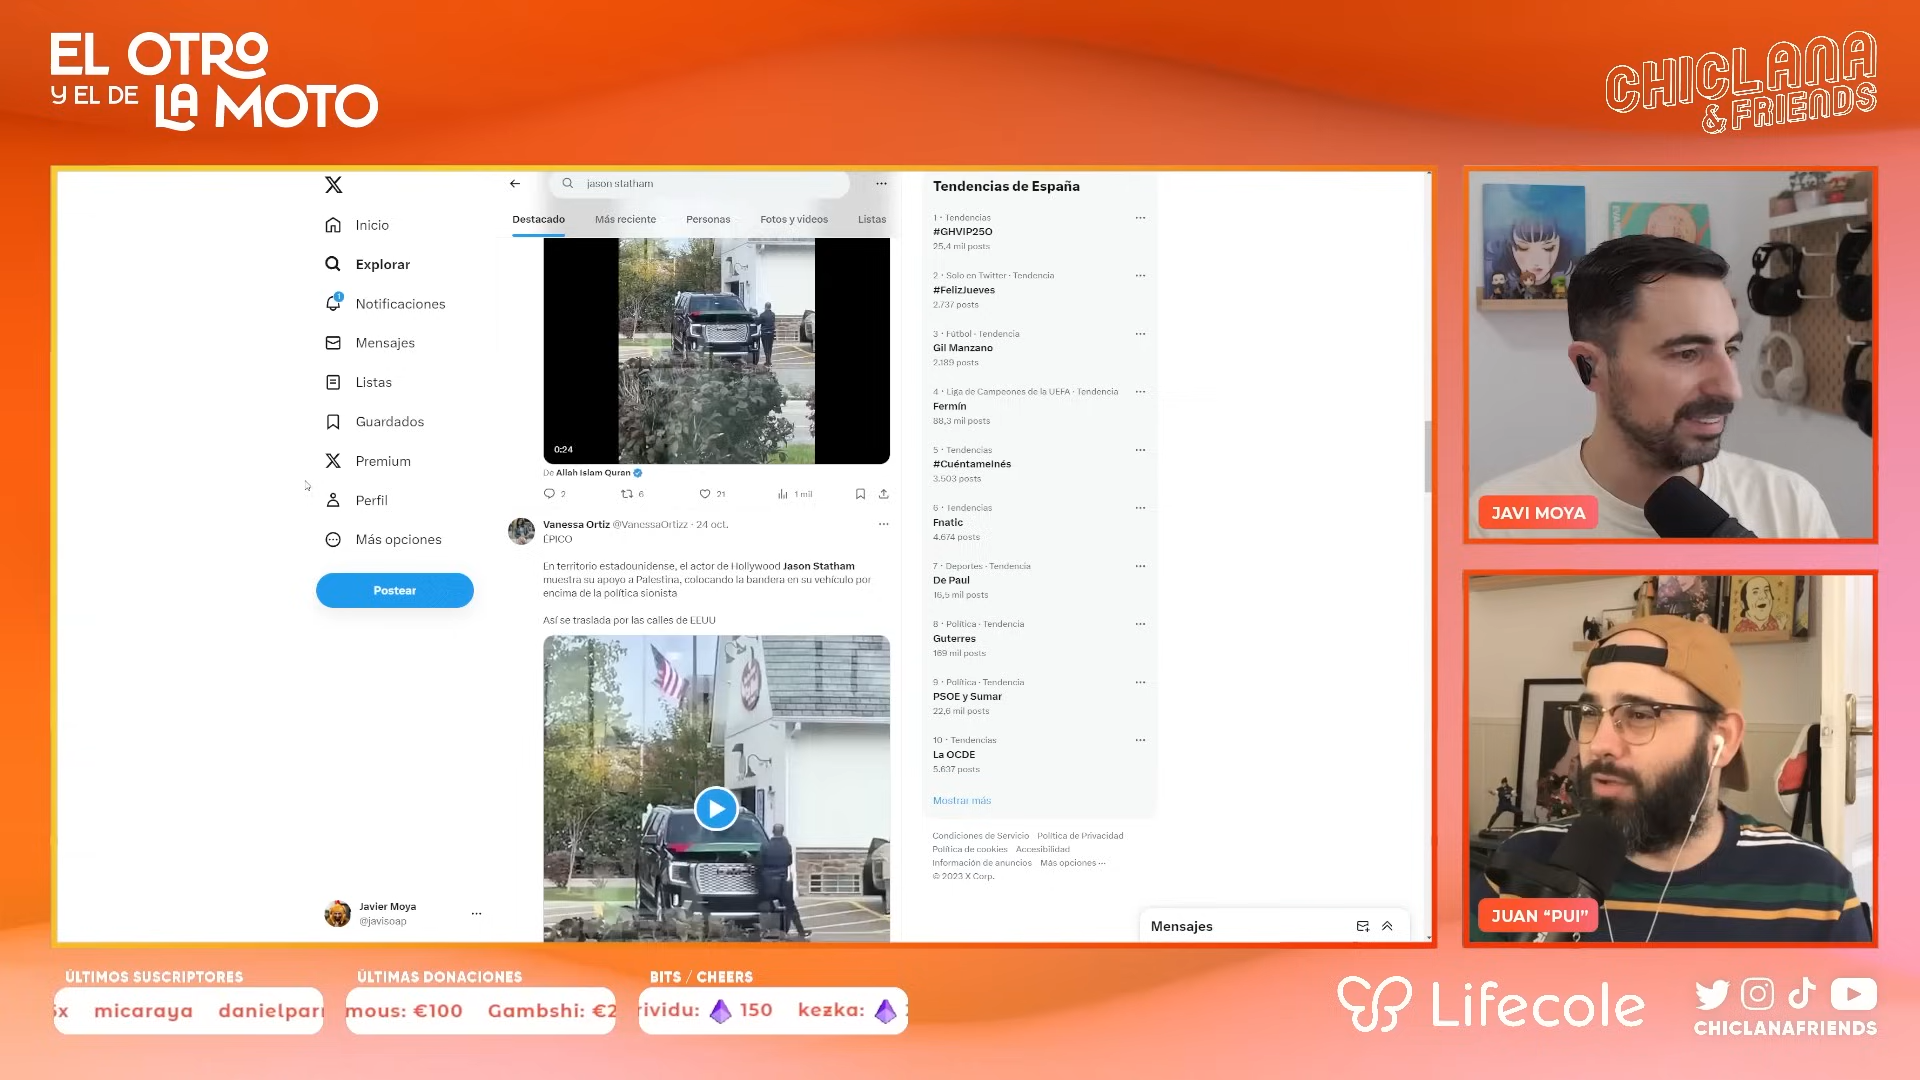 EL OTRO
Y EL DE LA MOTO
CHICLANA
& FRIENDS
jason statham
Destacado
Más reciente
Personas
Fotos y videos
Listas
Inicio
Explorar
1
Notificaciones
Mensajes
Listas
Guardados
Premium
Perfil
Más opciones
Postear
Javier Moya
@javisoap
0:24
De Allah Islam Quran
2
6
21
1 mil
Vanessa Ortiz @VanessaOrtizz · 24 oct.
ÉPICO
En territorio estadounidense, el actor de Hollywood Jason Statham
muestra su apoyo a Palestina, colocando la bandera en su vehículo por
encima de la política sionista
Así se traslada por las calles de EEUU
Tendencias de España
1 · Tendencias
#GHVIP25O
25,4 mil posts
2 · Solo en Twitter · Tendencia
#FelizJueves
2.737 posts
3 · Fútbol · Tendencia
Gil Manzano
2.189 posts
4 · Liga de Campeones de la UEFA · Tendencia
Fermín
88,3 mil posts
5 · Tendencias
#CuéntameInés
3.503 posts
6 · Tendencias
Fnatic
4.674 posts
7 · Deportes · Tendencia
De Paul
16,5 mil posts
8 · Política · Tendencia
Guterres
169 mil posts
9 · Política · Tendencia
PSOE y Sumar
22,6 mil posts
10 · Tendencias
La OCDE
5.637 posts
Mostrar más
Condiciones de Servicio Política de Privacidad
Política de cookies Accesibilidad
Información de anuncios Más opciones ···
© 2023 X Corp.
Mensajes
JAVI MOYA
JUAN “PUI”
ÚLTIMOS SUSCRIPTORES
micaraya danielparr
ÚLTIMAS DONACIONES
mous: €100 Gambshi: €2
BITS / CHEERS
rividu: 150 kezka:
Lifecole
CHICLANAFRIENDS